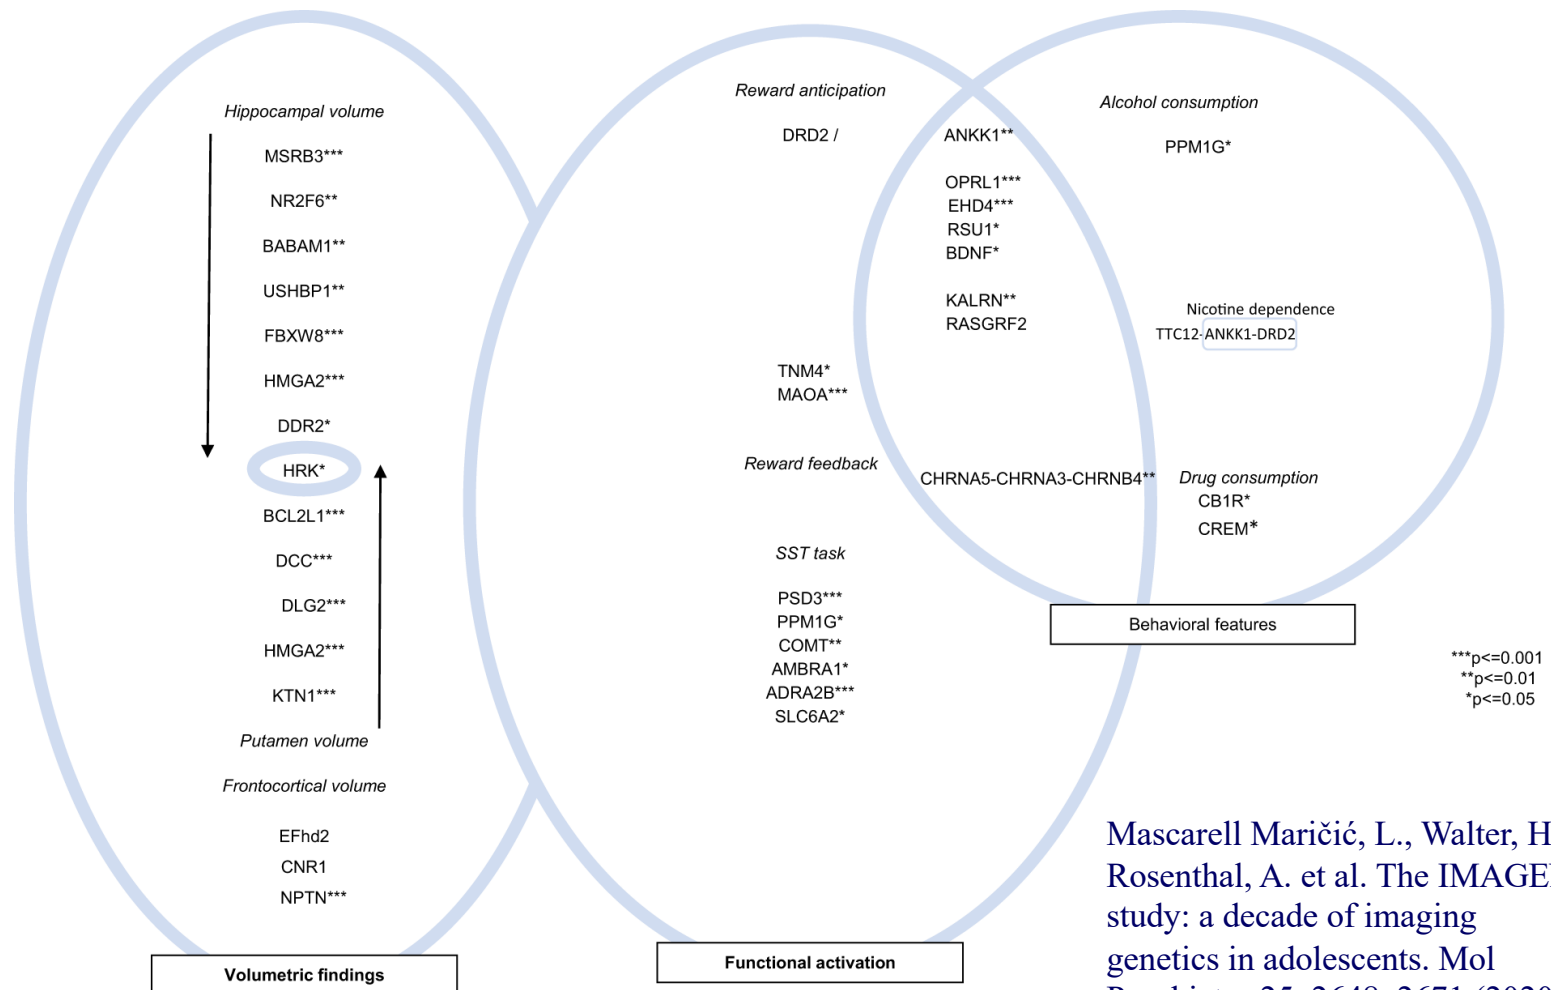 Hippocampal volume
MSRB3***
NR2F6**
BABAM1**
USHBP1**
FBXW8***
HMGA2***
DDR2*
HRK*
BCL2L1***
DCC***
DLG2***
HMGA2***
KTN1***
Putamen volume
Frontocortical volume
EFhd2
CNR1
NPTN***
Volumetric findings
Reward anticipation
DRD2 /
ANKK1**
OPRL1***
EHD4***
RSU1*
BDNF*
KALRN**
RASGRF2
TNM4*
MAOA***
Reward feedback
CHRNA5-CHRNA3-CHRNB4**
SST task
PSD3***
PPM1G*
COMT**
AMBRA1*
ADRA2B***
SLC6A2*
Functional activation
Alcohol consumption
PPM1G*
Nicotine dependence
TTC12-ANKK1-DRD2
Drug consumption
CB1R*
CREM*
Behavioral features
***p<=0.001
**p<=0.01
*p<=0.05
Mascarell Maričić, L., Walter, H
Rosenthal, A. et al. The IMAGE
study: a decade of imaging
genetics in adolescents. Mol